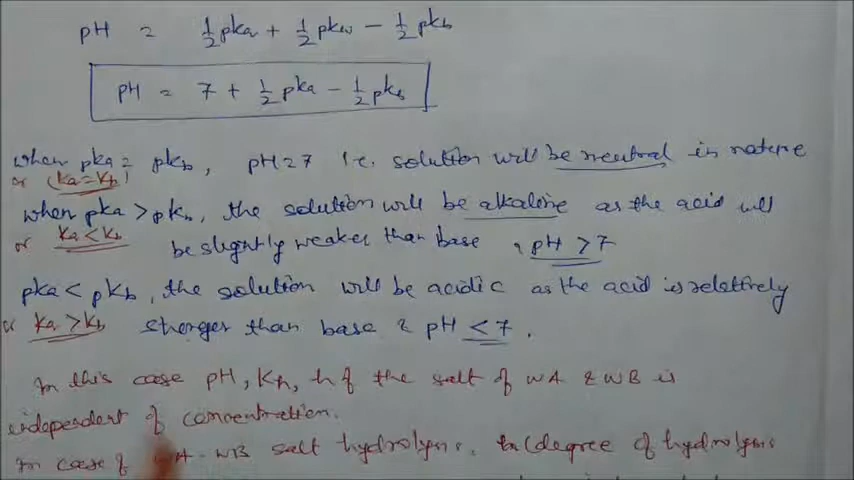 pH = ½pka + ½pkw − ½pkb
pH = 7 + ½pka − ½pkb
when pka = pkb, pH=7 i.e. solution will be neutral in nature
or (ka=kb)
when pka > pkb, the solution will be alkaline as the acid will
or ka < kb be slightly weaker than base & pH > 7
pka < pkb, the solution will be acidic as the acid is relatively
or ka > kb stronger than base & pH < 7.
In this case pH, Kh, h of the salt of WA & WB is
independent of concentration.
In case of WA-WB salt hydrolysis, (degree of hydrolysis